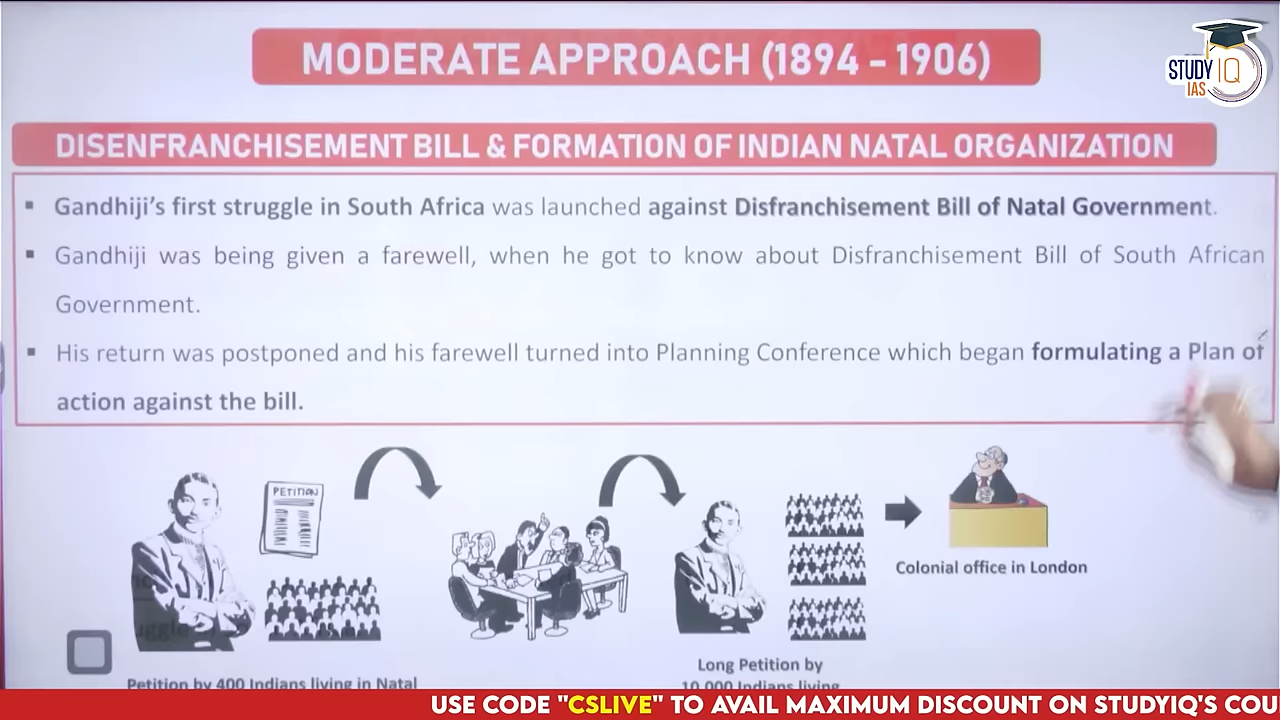 MODERATE APPROACH (1894 - 1906)
STUDY IQ
IAS
DISENFRANCHISEMENT BILL & FORMATION OF INDIAN NATAL ORGANIZATION
▪ Gandhiji's first struggle in South Africa was launched against Disfranchisement Bill of Natal Government.
▪ Gandhiji was being given a farewell, when he got to know about Disfranchisement Bill of South African
Government.
▪ His return was postponed and his farewell turned into Planning Conference which began formulating a Plan of
action against the bill.
PETITION
Colonial office in London
Long Petition by
10,000 Indians living
Petition by 400 Indians living in Natal
USE CODE "CSLIVE" TO AVAIL MAXIMUM DISCOUNT ON STUDYIQ'S COU